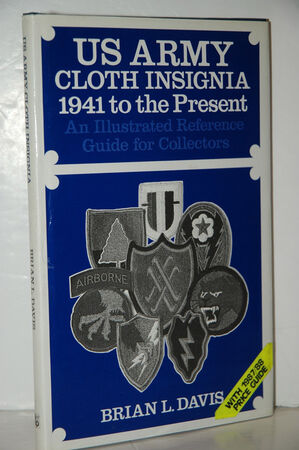 US ARMY
CLOTH INSIGNIA
1941 to the Present
An Illustrated Reference
Guide for Collectors
AIRBORNE
WITH 1987/88
PRICE GUIDE
BRIAN L. DAVIS
US ARMY CLOTH INSIGNIA
BRIAN L. DAVIS